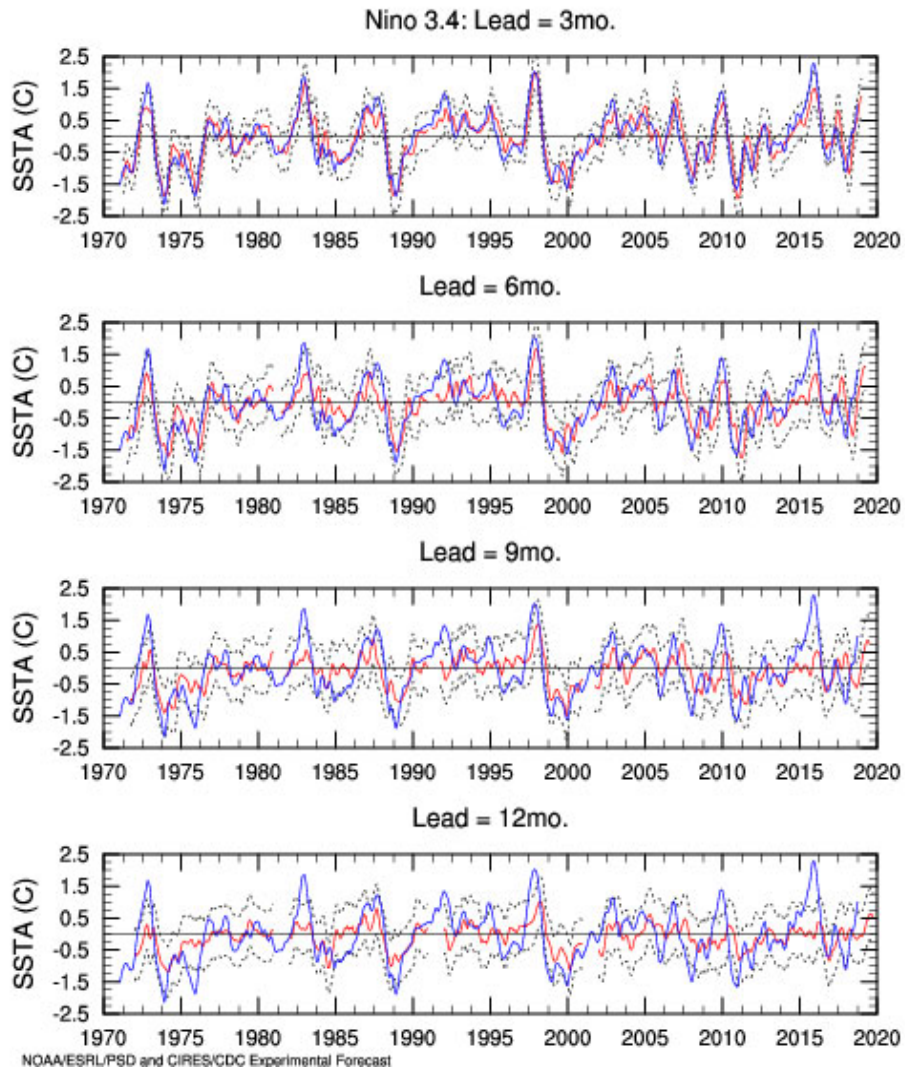 Nino 3.4: Lead = 3mo.
SSTA (C)
2.5
1.5
0.5
-0.5
-1.5
-2.5
1970 1975 1980 1985 1990 1995 2000 2005 2010 2015 2020
Lead = 6mo.
SSTA (C)
2.5
1.5
0.5
-0.5
-1.5
-2.5
1970 1975 1980 1985 1990 1995 2000 2005 2010 2015 2020
Lead = 9mo.
SSTA (C)
2.5
1.5
0.5
-0.5
-1.5
-2.5
1970 1975 1980 1985 1990 1995 2000 2005 2010 2015 2020
Lead = 12mo.
SSTA (C)
2.5
1.5
0.5
-0.5
-1.5
-2.5
1970 1975 1980 1985 1990 1995 2000 2005 2010 2015 2020
NOAA/ESRL/PSD and CIRES/CDC Experimental Forecast